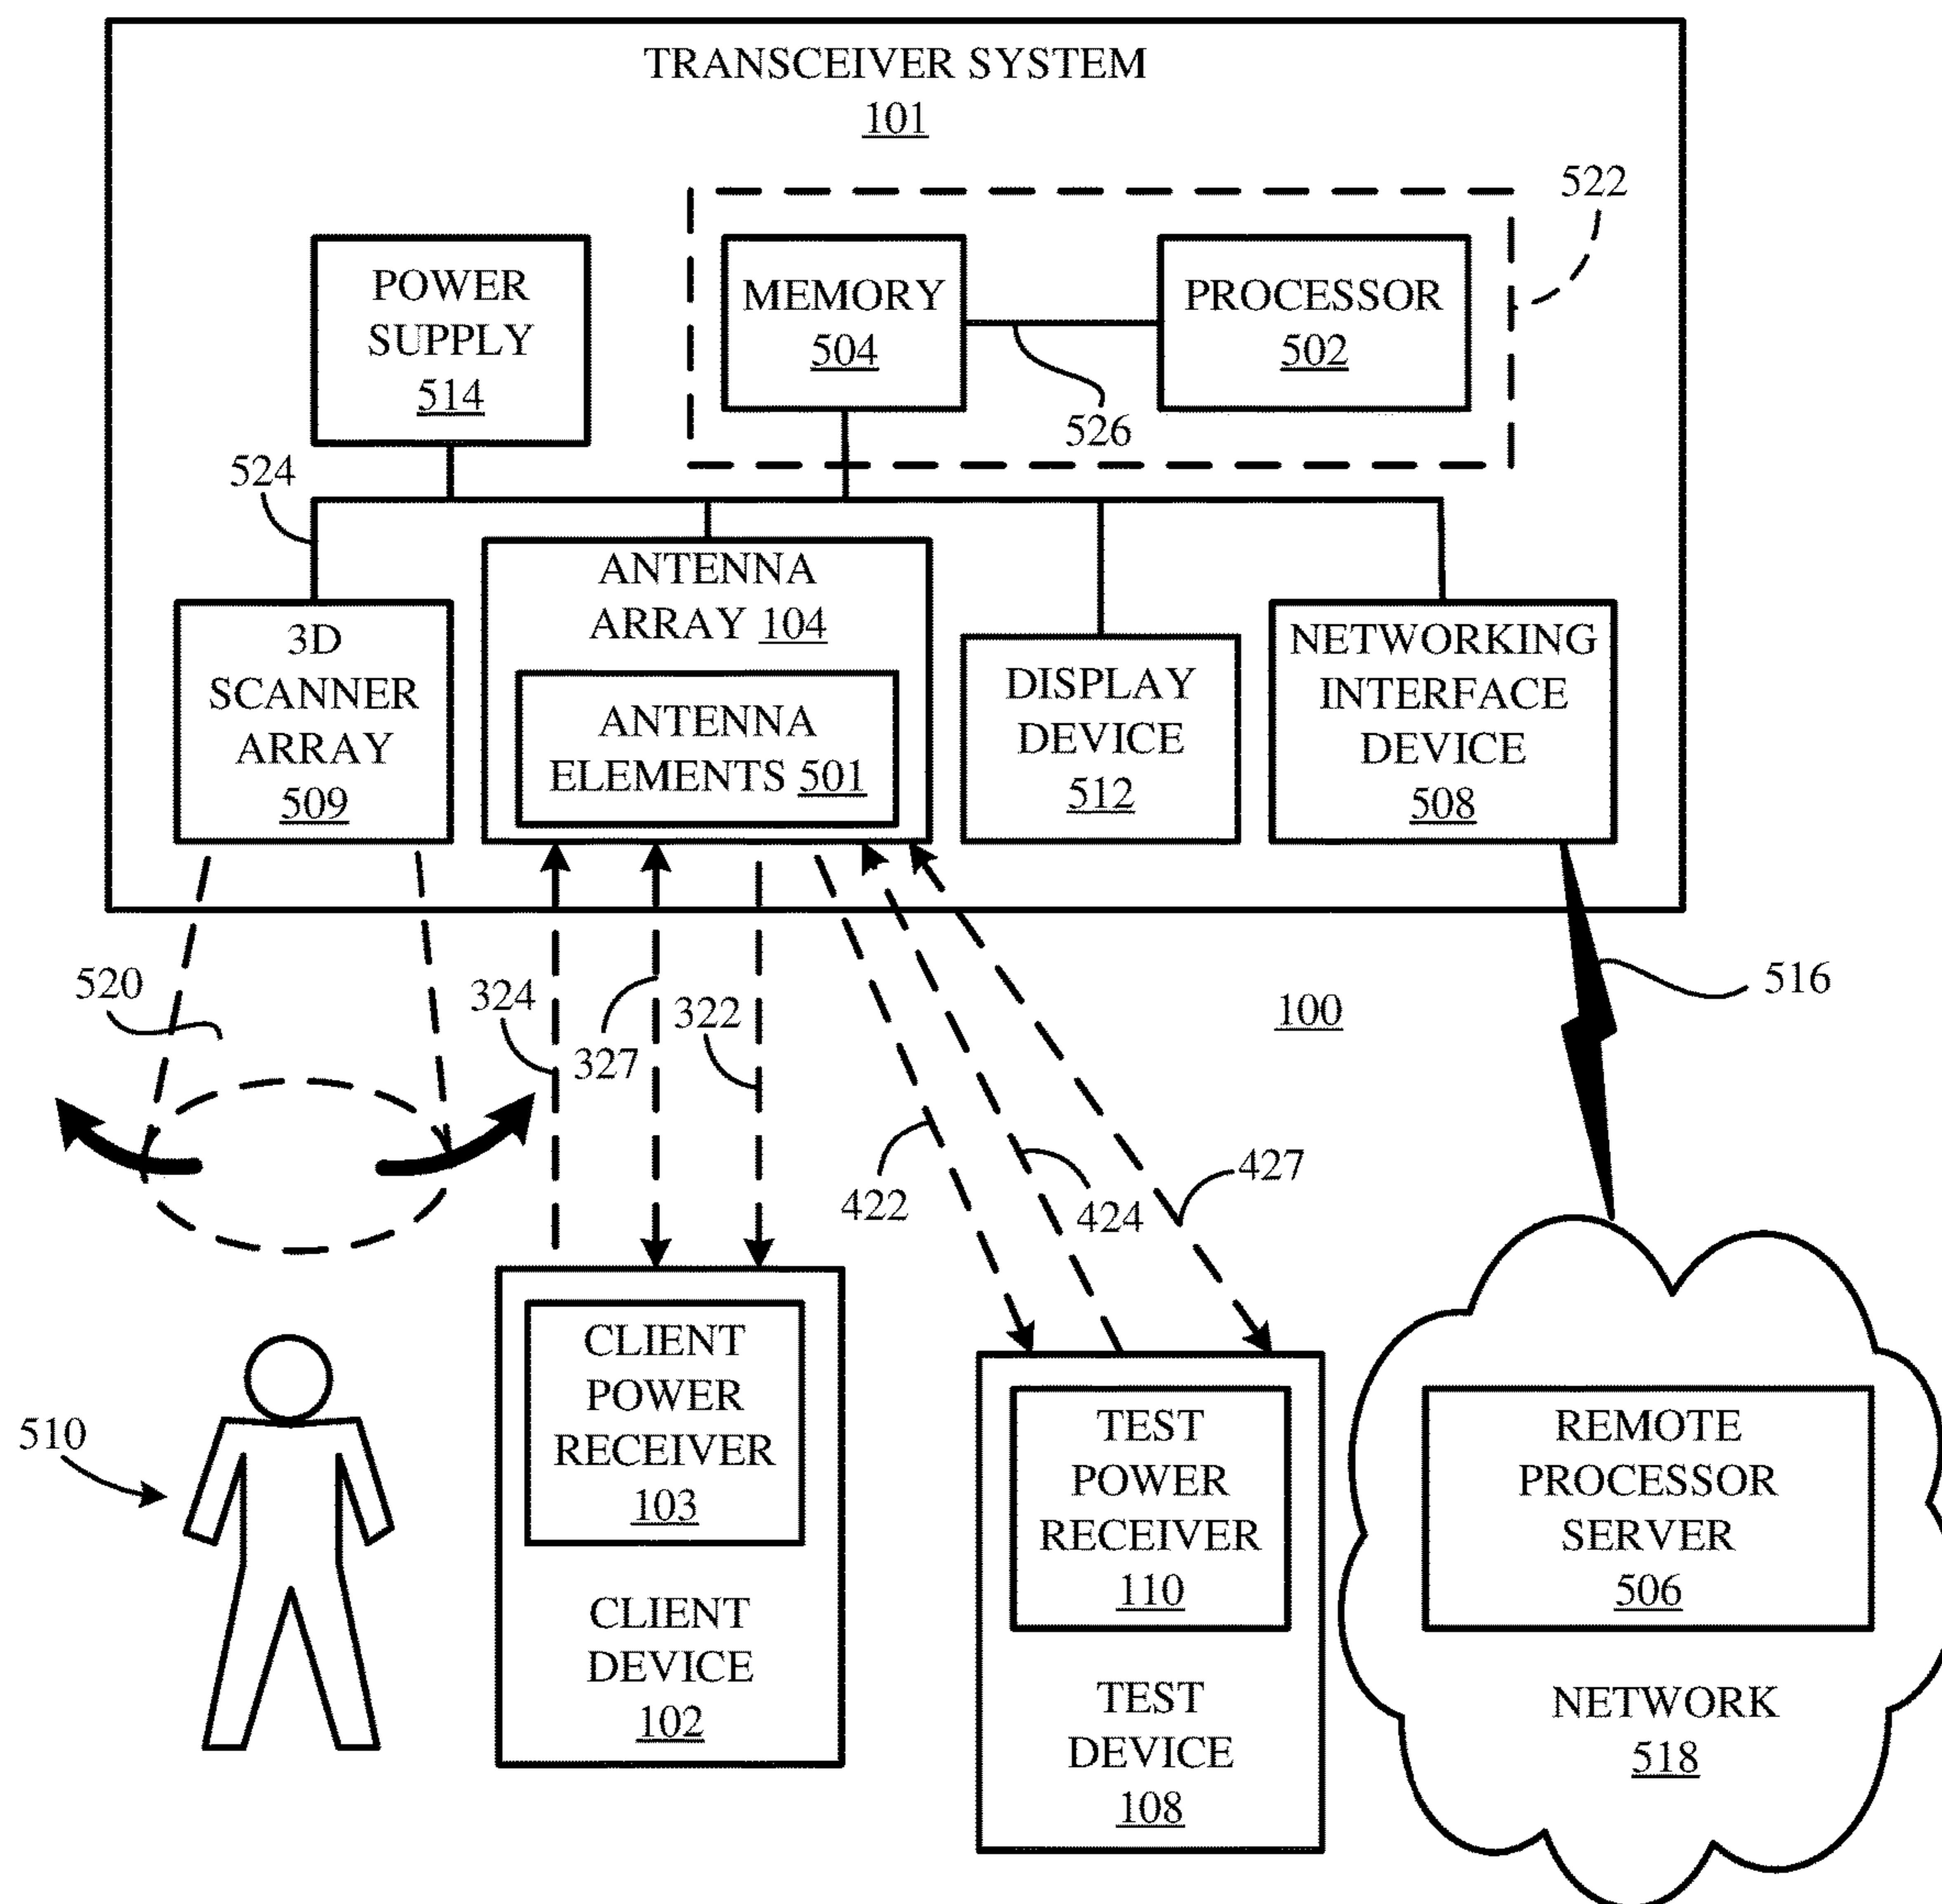 TRANSCEIVER SYSTEM
101
522
POWER
SUPPLY
514
MEMORY
504
PROCESSOR
502
526
524
3D
SCANNER
ARRAY
509
ANTENNA
ARRAY 104
ANTENNA
ELEMENTS 501
DISPLAY
DEVICE
512
NETWORKING
INTERFACE
DEVICE
508
520
324
327
322
422
424
427
100
516
510
CLIENT
POWER
RECEIVER
103
CLIENT
DEVICE
102
TEST
POWER
RECEIVER
110
TEST
DEVICE
108
REMOTE
PROCESSOR
SERVER
506
NETWORK
518